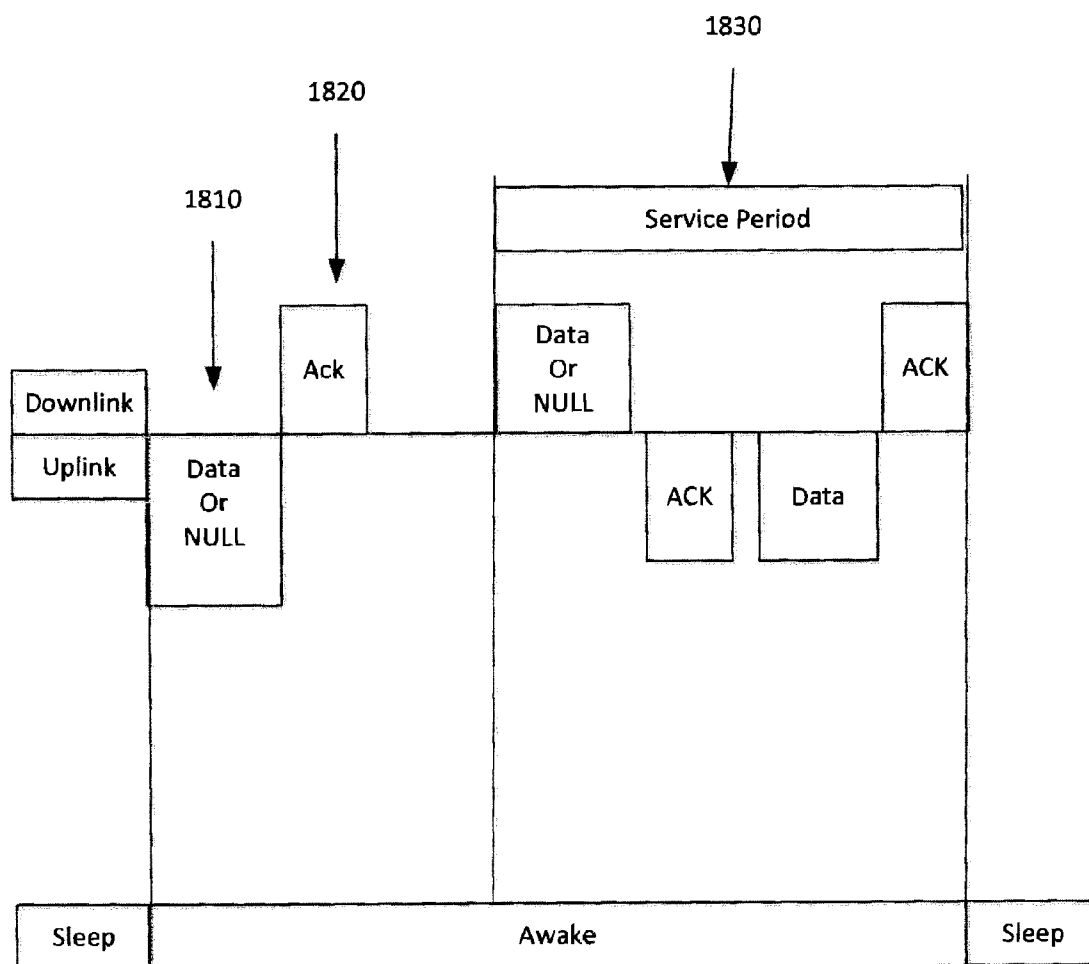 1830
1820
1810
Service Period
Data
Or
NULL
ACK
Ack
Downlink
Uplink
Data
Or
NULL
ACK
Data
Sleep
Awake
Sleep